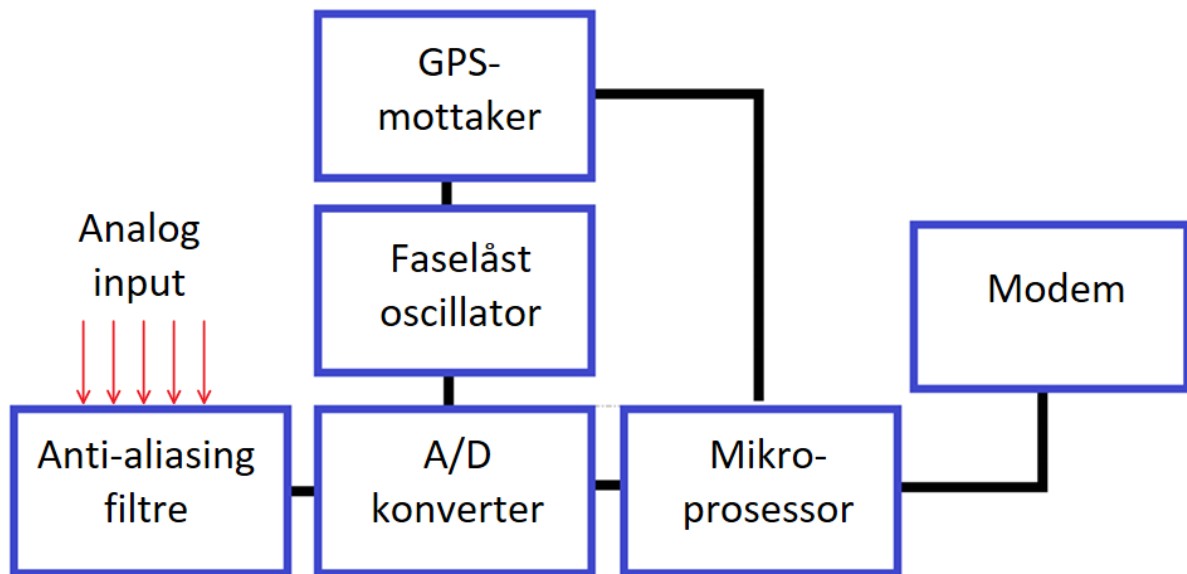 GPS-
mottaker
Analog
input
Faselåst
oscillator
Modem
Anti-aliasing
filtre
A/D
konverter
Mikro-
prosessor